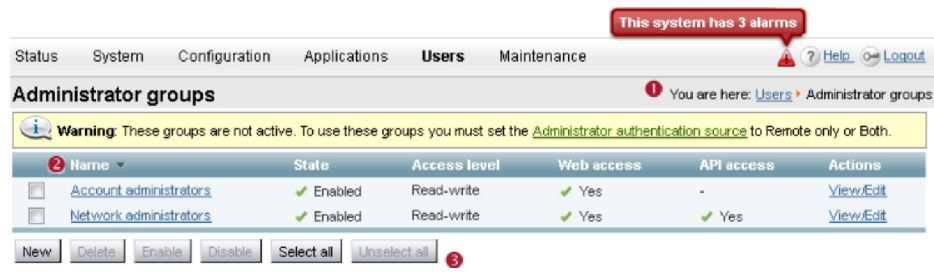 This system has 3 alarms
Status System Configuration Applications Users Maintenance ? Help Logout
Administrator groups 1 You are here: Users Administrator groups
Warning: These groups are not active. To use these groups you must set the Administrator authentication source to Remote only or Both.
2 Name State Access level Web access API access Actions
Account administrators Enabled Read-write Yes - View/Edit
Network administrators Enabled Read-write Yes Yes View/Edit
New Delete Enable Disable Select all Unselect all 3